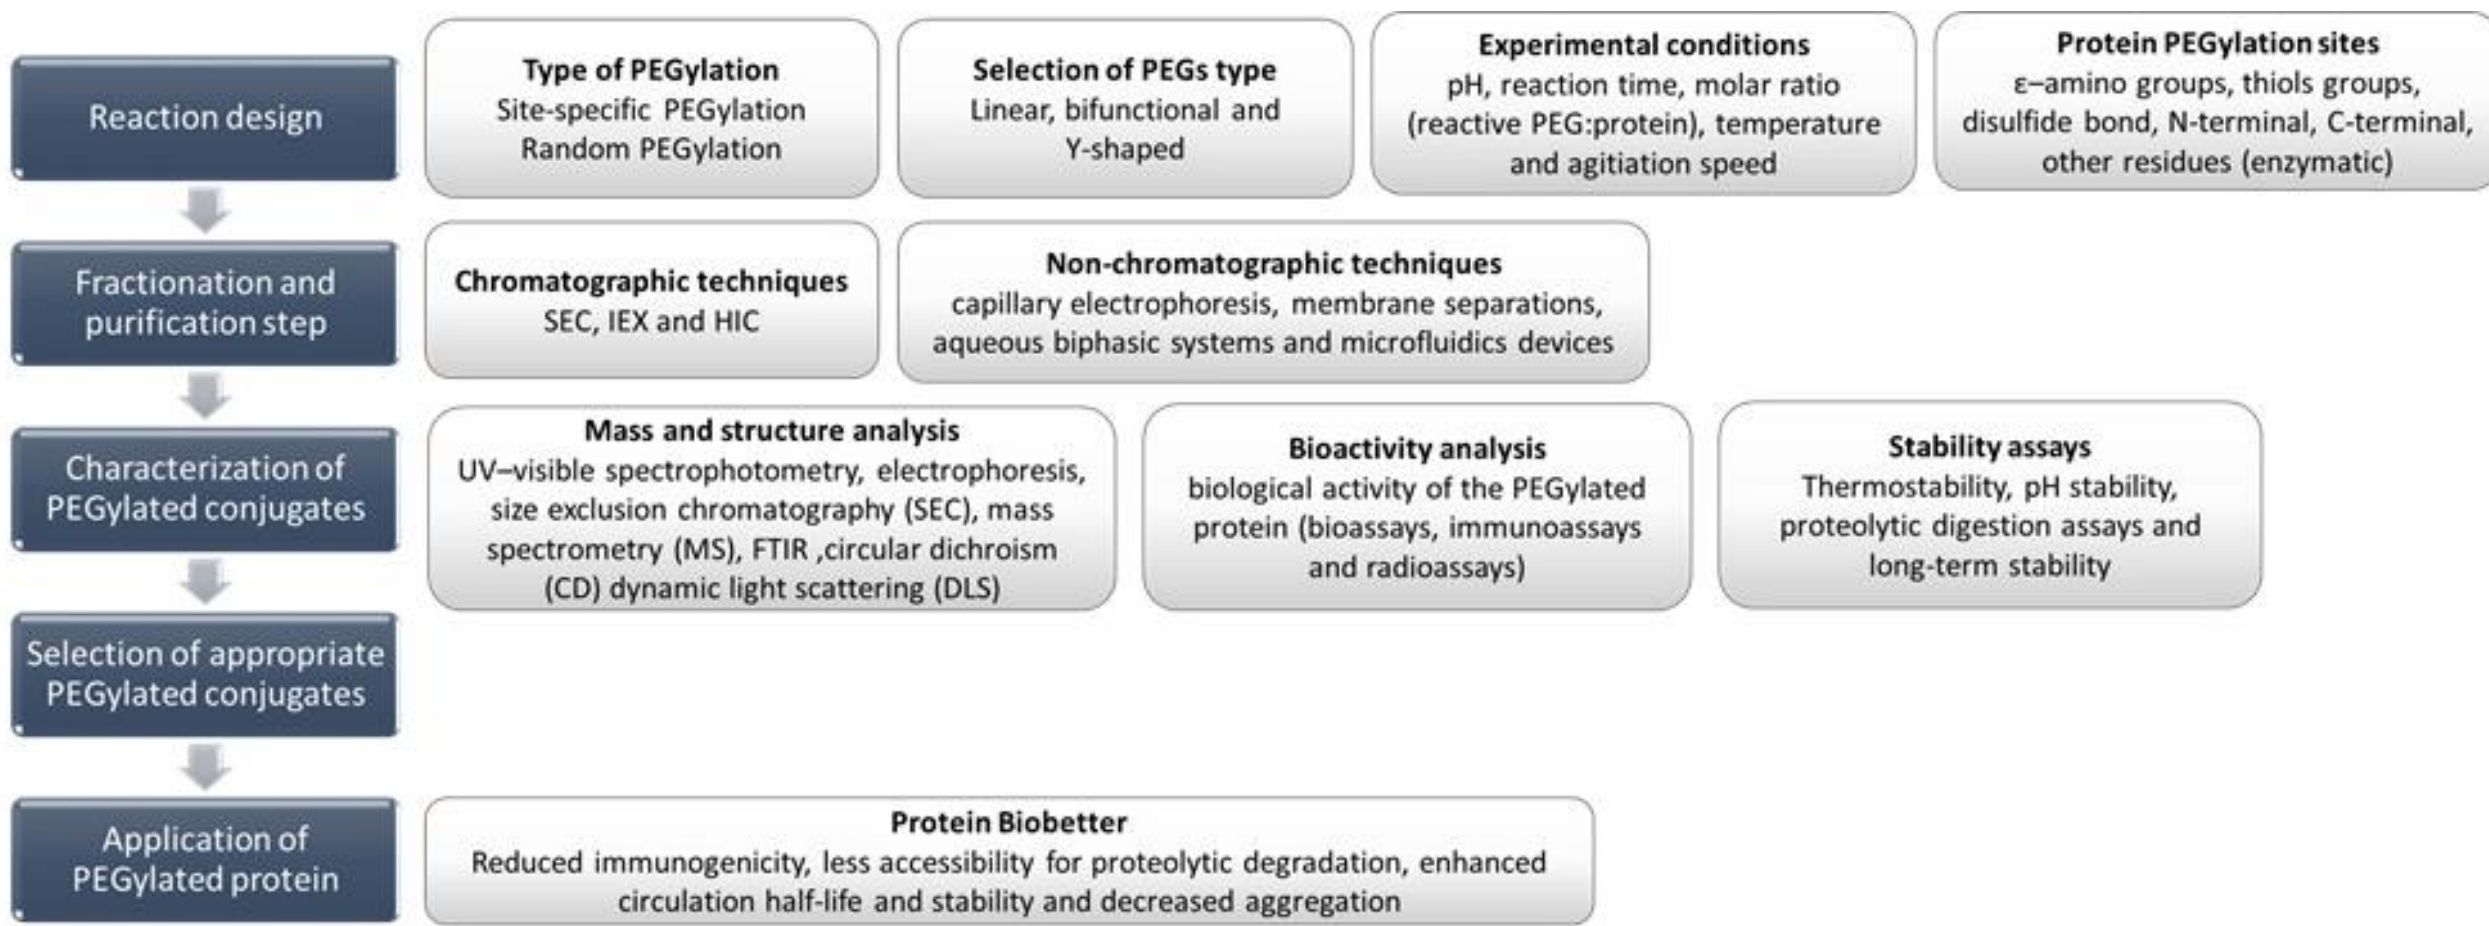 Reaction design
Type of PEGylation
Site-specific PEGylation
Random PEGylation
Selection of PEGs type
Linear, bifunctional and
Y-shaped
Experimental conditions
pH, reaction time, molar ratio
(reactive PEG:protein), temperature
and agitiation speed
Protein PEGylation sites
ε–amino groups, thiols groups,
disulfide bond, N-terminal, C-terminal,
other residues (enzymatic)
Fractionation and
purification step
Chromatographic techniques
SEC, IEX and HIC
Non-chromatographic techniques
capillary electrophoresis, membrane separations,
aqueous biphasic systems and microfluidics devices
Characterization of
PEGylated conjugates
Mass and structure analysis
UV–visible spectrophotometry, electrophoresis,
size exclusion chromatography (SEC), mass
spectrometry (MS), FTIR ,circular dichroism
(CD) dynamic light scattering (DLS)
Bioactivity analysis
biological activity of the PEGylated
protein (bioassays, immunoassays
and radioassays)
Stability assays
Thermostability, pH stability,
proteolytic digestion assays and
long-term stability
Selection of appropriate
PEGylated conjugates
Application of
PEGylated protein
Protein Biobetter
Reduced immunogenicity, less accessibility for proteolytic degradation, enhanced
circulation half-life and stability and decreased aggregation